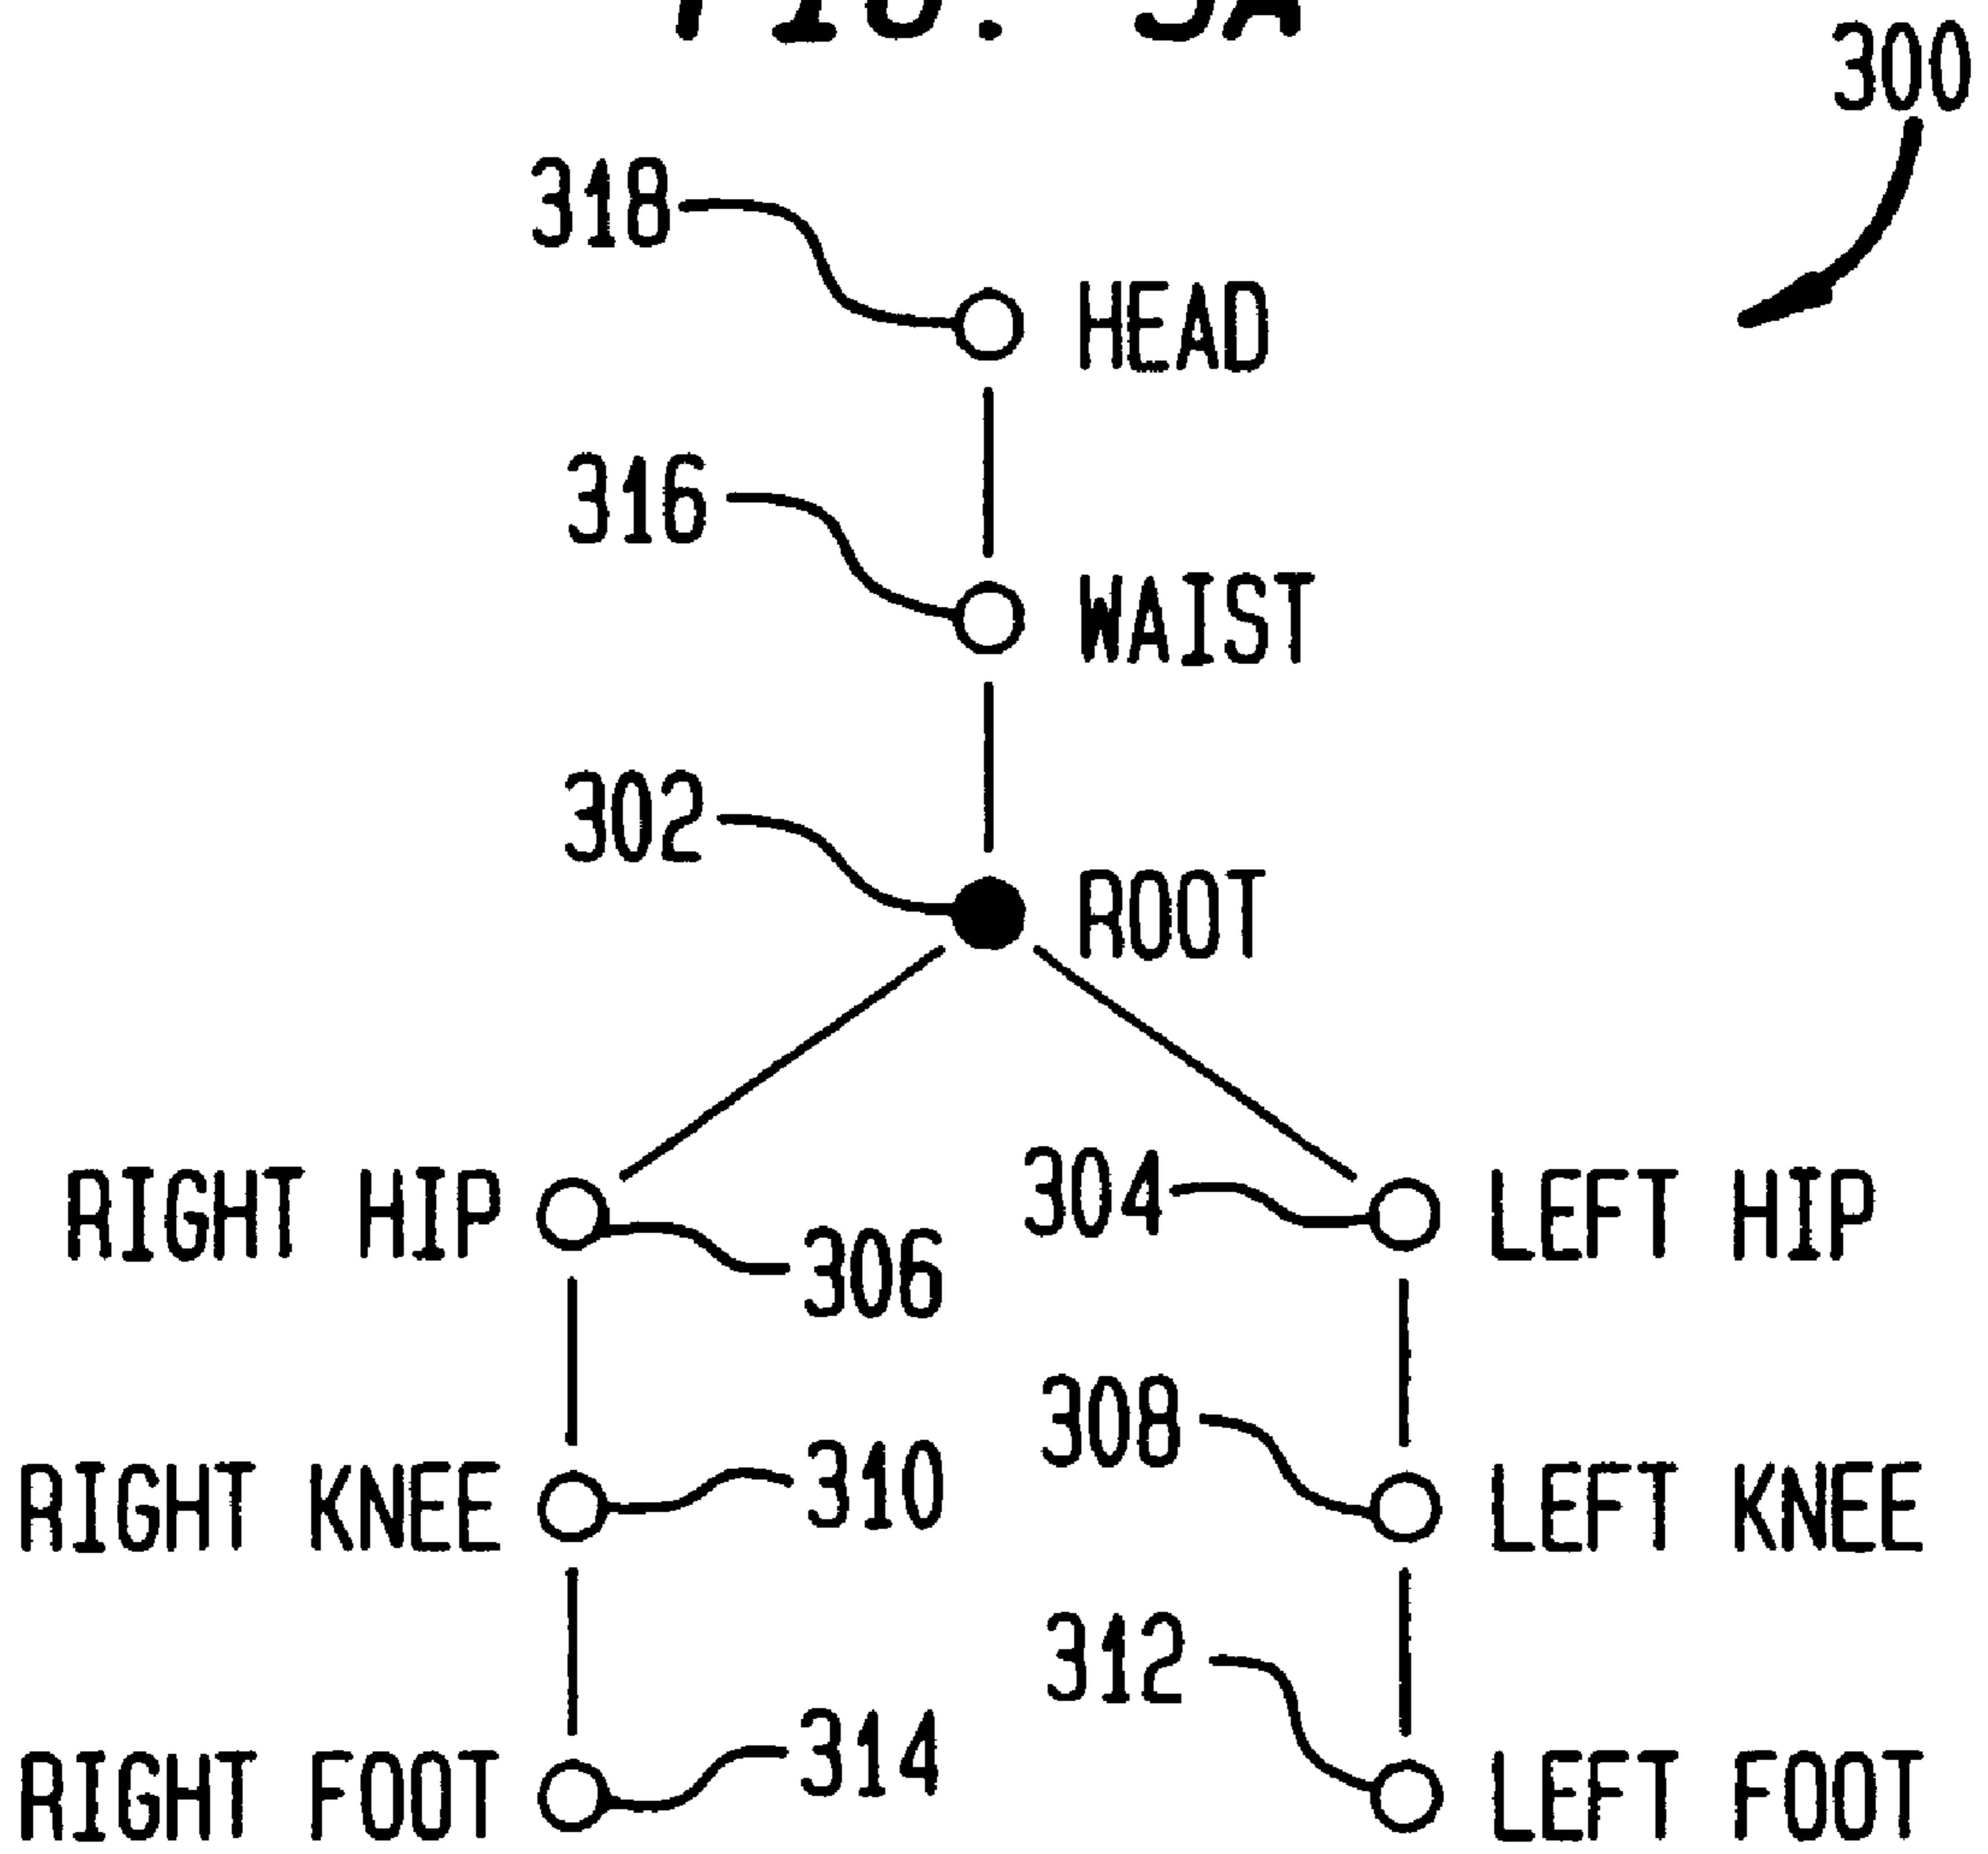 300
318
HEAD
316
WAIST
302
ROOT
RIGHT HIP
306
304
LEFT HIP
RIGHT KNEE
310
308
LEFT KNEE
312
RIGHT FOOT
314
LEFT FOOT